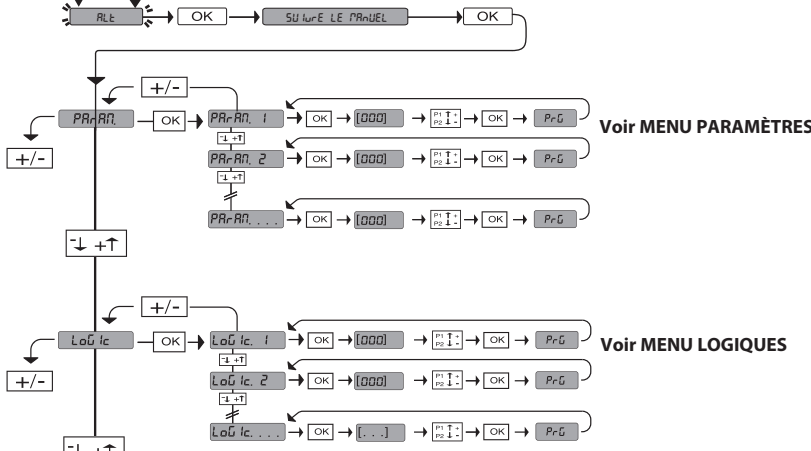 ALt OK SUIurE LE MAnUEL OK
+/-
PArAM. OK PArAM. 1 OK [000] P1 ↑ + P2 ↓ - OK PrG Voir MENU PARAMÈTRES
-↓ +↑
+/- PArAM. 2 OK [000] P1 ↑ + P2 ↓ - OK PrG
-↓ +↑
PArAM. . . . OK [000] P1 ↑ + P2 ↓ - OK PrG
-↓ +↑
+/-
LoGIc OK LoGIc. 1 OK [000] P1 ↑ + P2 ↓ - OK PrG Voir MENU LOGIQUES
-↓ +↑
+/- LoGIc. 2 OK [000] P1 ↑ + P2 ↓ - OK PrG
-↓ +↑
LoGIc. . . . OK [. . .] P1 ↑ + P2 ↓ - OK PrG
-↓ +↑